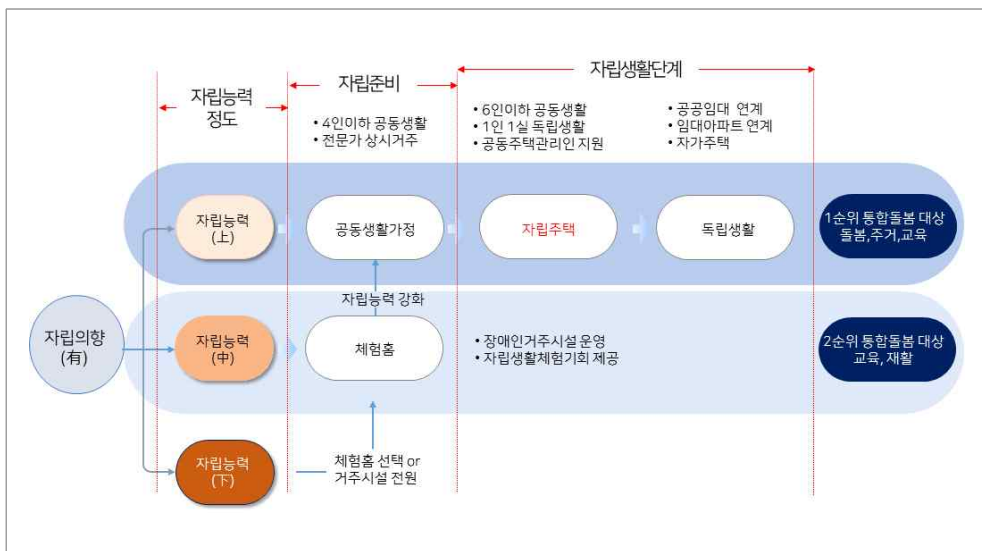 자립능력
정도
자립준비
자립생활단계
• 4인이하 공동생활
• 전문가 상시거주
• 6인이하 공동생활
• 1인 1실 독립생활
• 공동주택관리인 지원
• 공공임대 연계
• 임대아파트 연계
• 자가주택
자립능력
(上)
공동생활가정
자립주택
독립생활
1순위 통합돌봄 대상
돌봄,주거,교육
자립능력 강화
자립의향
(有)
자립능력
(中)
체험홈
• 장애인거주시설 운영
• 자립생활체험기회 제공
2순위 통합돌봄 대상
교육, 재활
자립능력
(下)
체험홈 선택 or
거주시설 전원